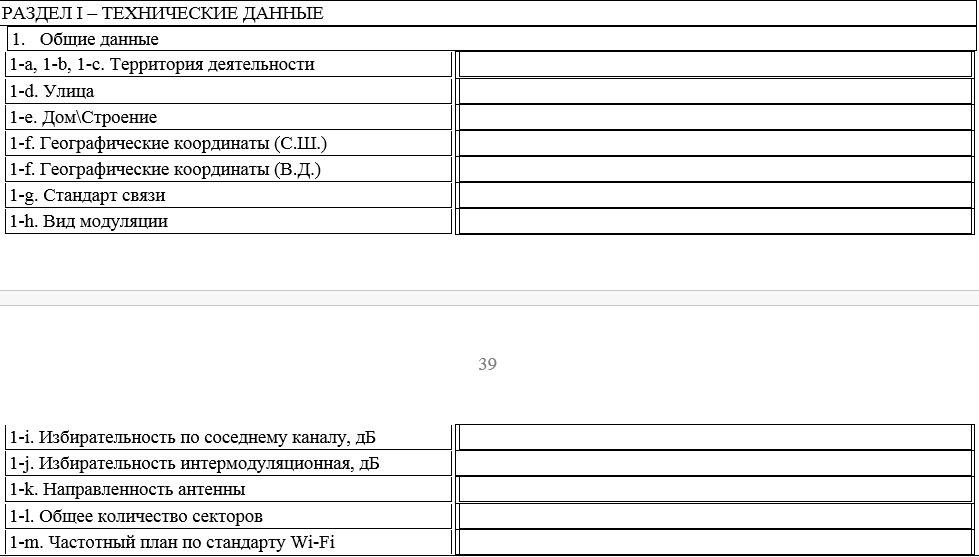 РАЗДЕЛ I – ТЕХНИЧЕСКИЕ ДАННЫЕ
1. Общие данные
1-a, 1-b, 1-c. Территория деятельности
1-d. Улица
1-e. Дом\Строение
1-f. Географические координаты (С.Ш.)
1-f. Географические координаты (В.Д.)
1-g. Стандарт связи
1-h. Вид модуляции
39
1-i. Избирательность по соседнему каналу, дБ
1-j. Избирательность интермодуляционная, дБ
1-k. Направленность антенны
1-l. Общее количество секторов
1-m. Частотный план по стандарту Wi-Fi